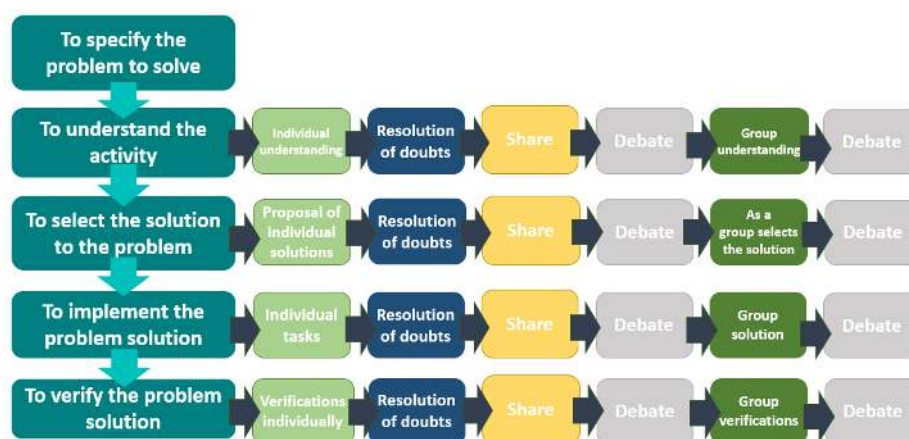 To specify the
problem to solve
To understand the
activity
Individual
understanding
Resolution
of doubts
Share
Debate
Group
understanding
Debate
To select the solution
to the problem
Proposal of
individual
solutions
Resolution
of doubts
Share
Debate
As a
group selects
the solution
Debate
To implement the
problem solution
Individual
tasks
Resolution
of doubts
Share
Debate
Group
solution
Debate
To verify the problem
solution
Verifications
individually
Resolution
of doubts
Share
Debate
Group
verifications
Debate